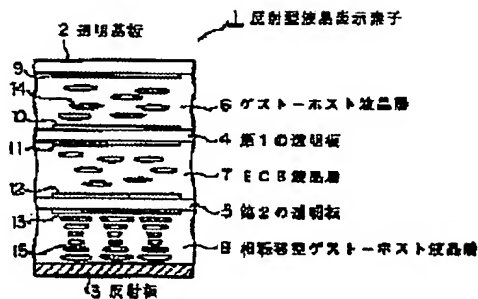 1 反射型液晶表示素子
2 透明基板
9
14
6 ゲスト－ホスト液晶層
10
4 第1の透明板
11
7 ECB液晶層
12
5 第2の透明板
13
15
8 相転移型ゲスト－ホスト液晶層
3 反射板